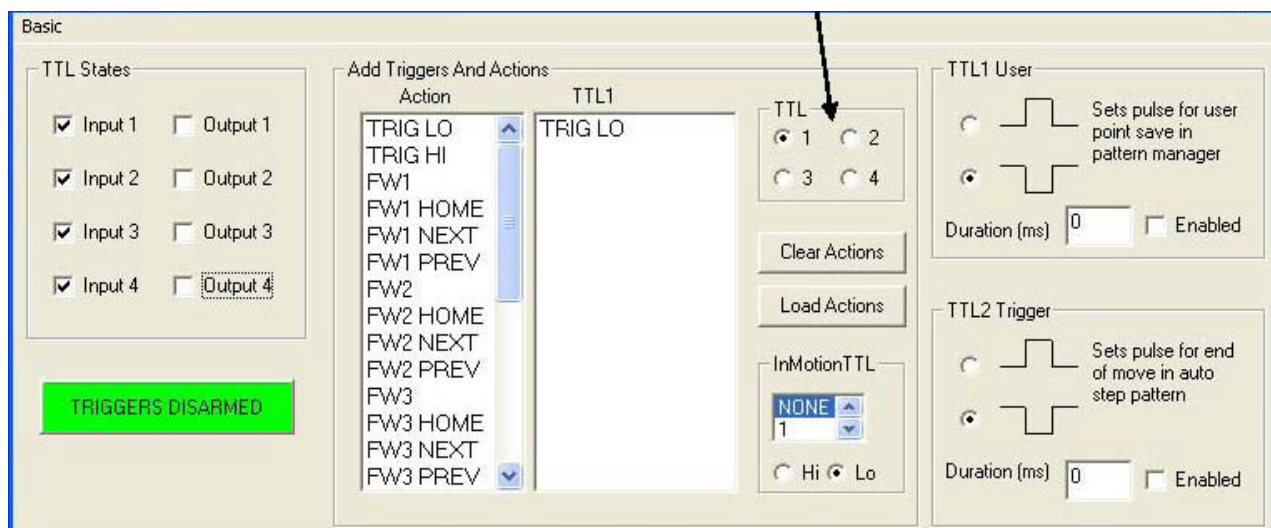 Basic
TTL States
Input 1 Output 1
Input 2 Output 2
Input 3 Output 3
Input 4 Output 4
TRIGGERS DISARMED
Add Triggers And Actions
Action
TRIG LO
TRIG HI
FW1
FW1 HOME
FW1 NEXT
FW1 PREV
FW2
FW2 HOME
FW2 NEXT
FW2 PREV
FW3
FW3 HOME
FW3 NEXT
FW3 PREV
TTL1
TRIG LO
TTL
1 2
3 4
Clear Actions
Load Actions
InMotionTTL
NONE
1
Hi Lo
TTL1 User
Sets pulse for user
point save in
pattern manager
Duration (ms) 0 Enabled
TTL2 Trigger
Sets pulse for end
of move in auto
step pattern
Duration (ms) 0 Enabled